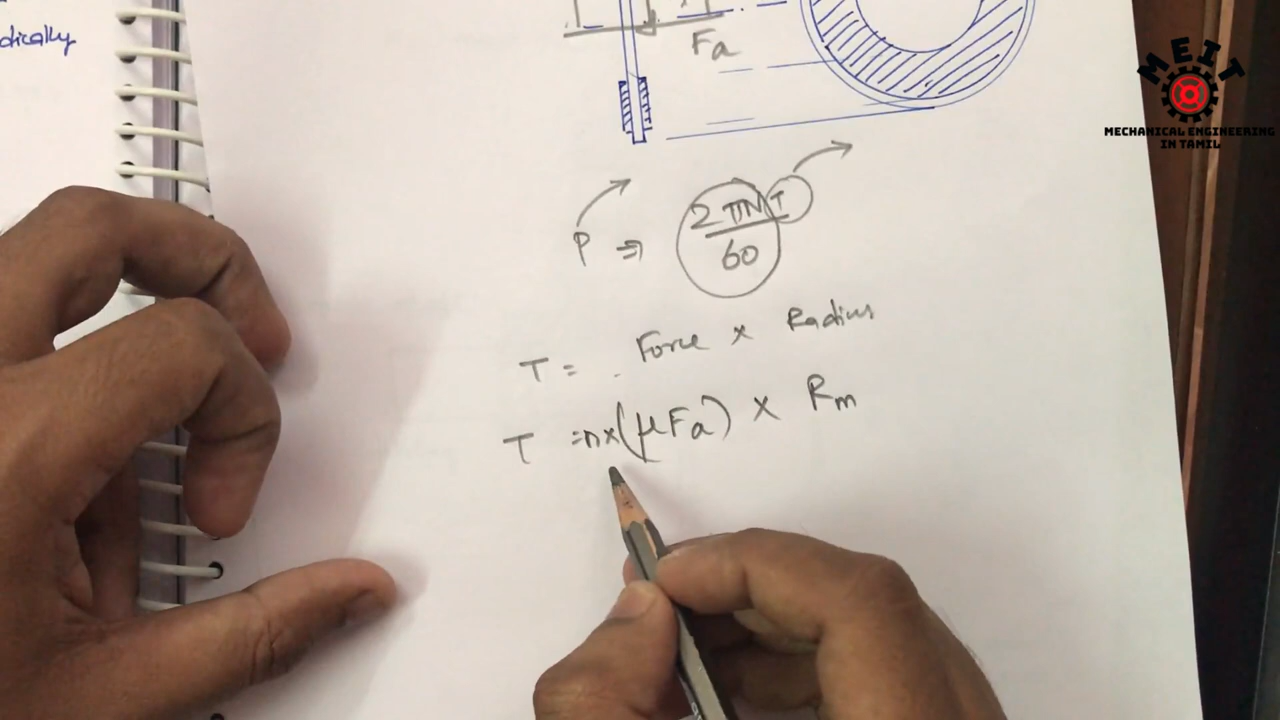 dically
Fa
MEIT
MECHANICAL ENGINEERING
IN TAMIL
P ⇒ 2πNT
60
T = Force × Radius
T = n×(μFa) × Rm